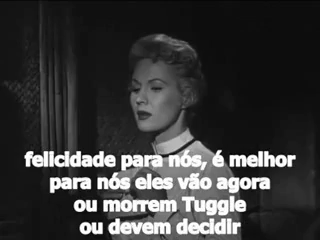 felicidade para nós, é melhor
para nós eles vão agora
ou morrem Tuggle
ou devem decidir